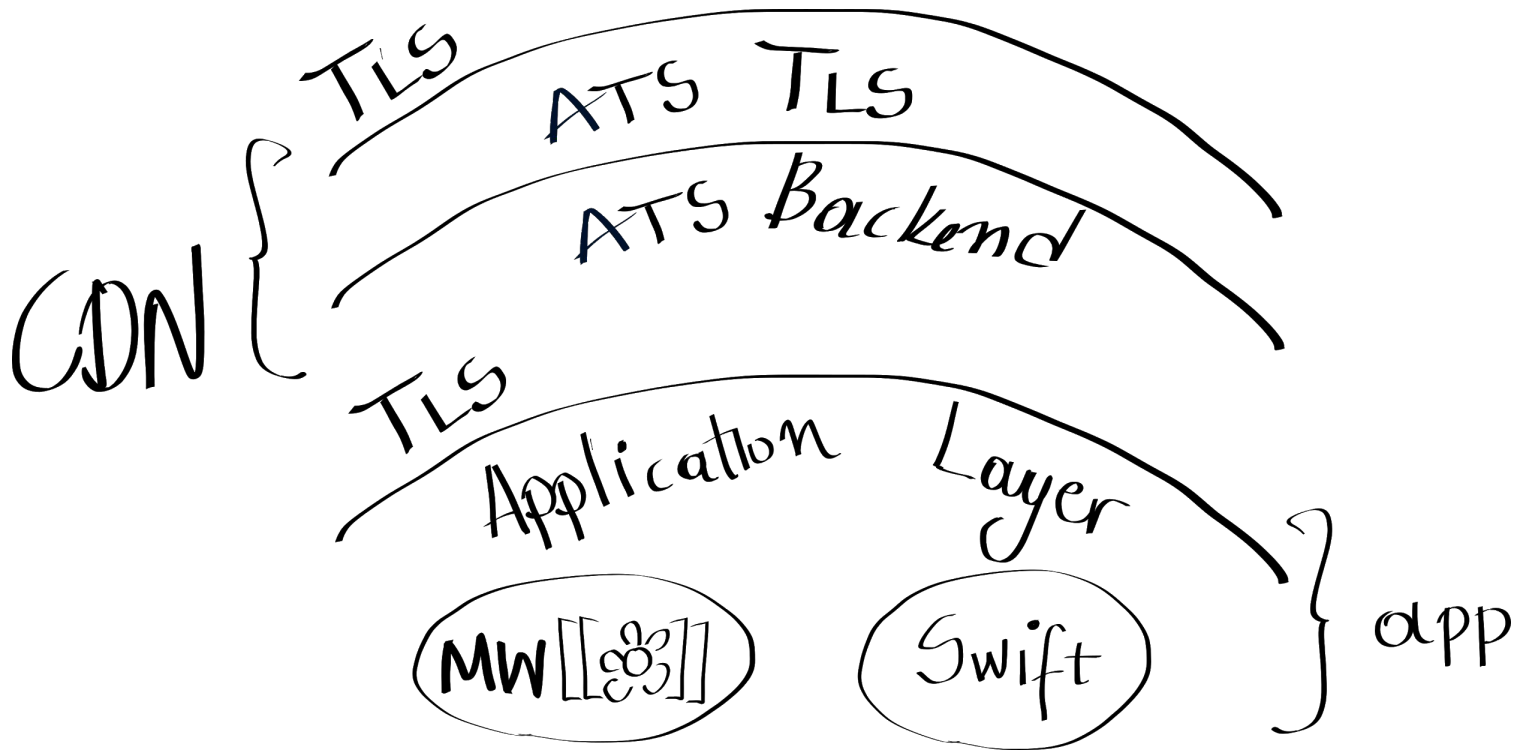 TLS
ATS TLS
ATS Backend
CDN
TLS
Application Layer
MW[[ ]]
Swift
app